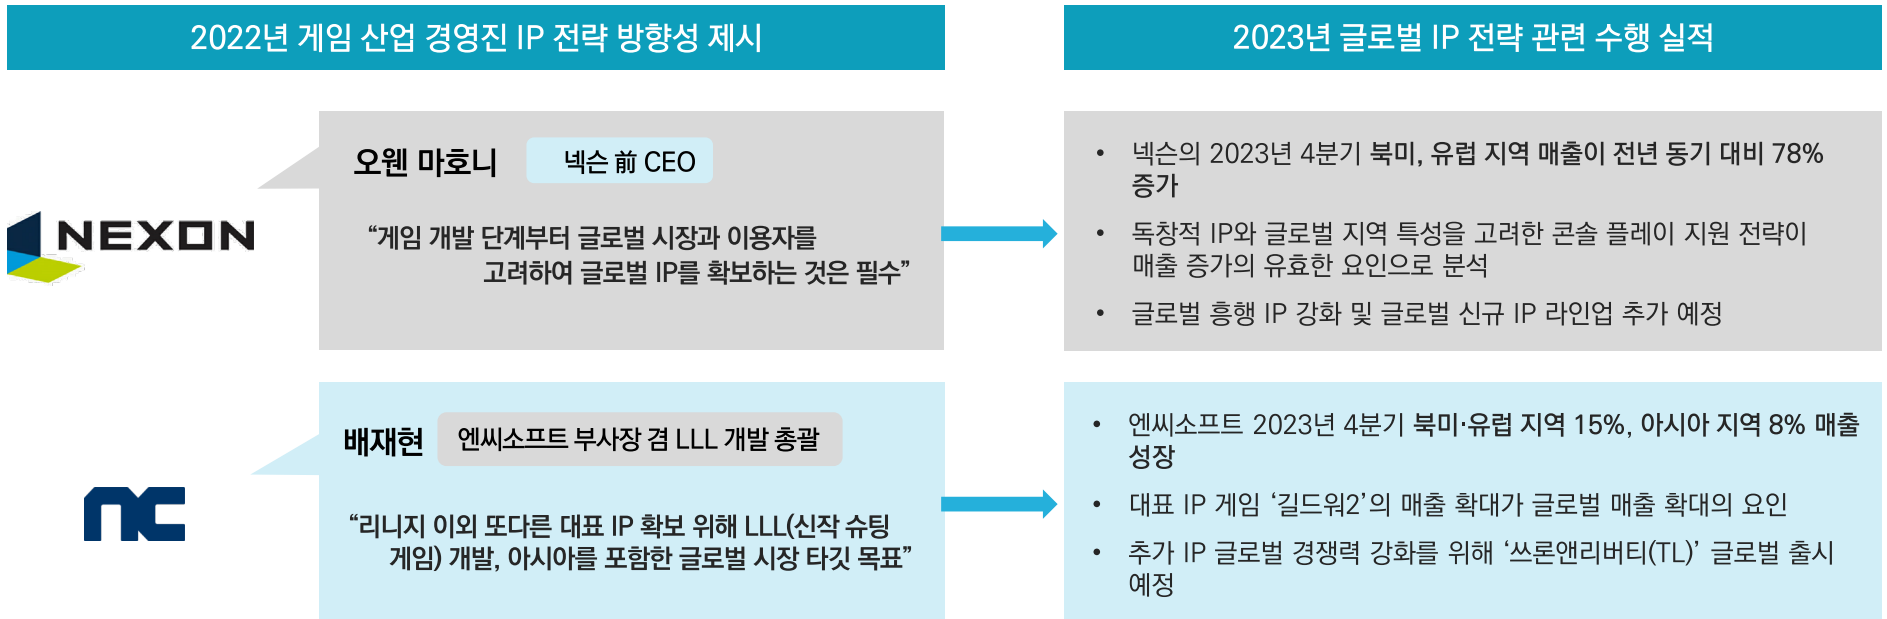 2022년 게임 산업 경영진 IP 전략 방향성 제시
2023년 글로벌 IP 전략 관련 수행 실적
NEXON
오웬 마호니
넥슨 前 CEO
“게임 개발 단계부터 글로벌 시장과 이용자를
고려하여 글로벌 IP를 확보하는 것은 필수”
• 넥슨의 2023년 4분기 북미, 유럽 지역 매출이 전년 동기 대비 78%
증가
• 독창적 IP와 글로벌 지역 특성을 고려한 콘솔 플레이 지원 전략이
매출 증가의 유효한 요인으로 분석
• 글로벌 흥행 IP 강화 및 글로벌 신규 IP 라인업 추가 예정
nc
배재현
엔씨소프트 부사장 겸 LLL 개발 총괄
“리니지 이외 또다른 대표 IP 확보 위해 LLL(신작 슈팅
게임) 개발, 아시아를 포함한 글로벌 시장 타깃 목표”
• 엔씨소프트 2023년 4분기 북미·유럽 지역 15%, 아시아 지역 8% 매출
성장
• 대표 IP 게임 ‘길드워2’의 매출 확대가 글로벌 매출 확대의 요인
• 추가 IP 글로벌 경쟁력 강화를 위해 ‘쓰론앤리버티(TL)’ 글로벌 출시
예정